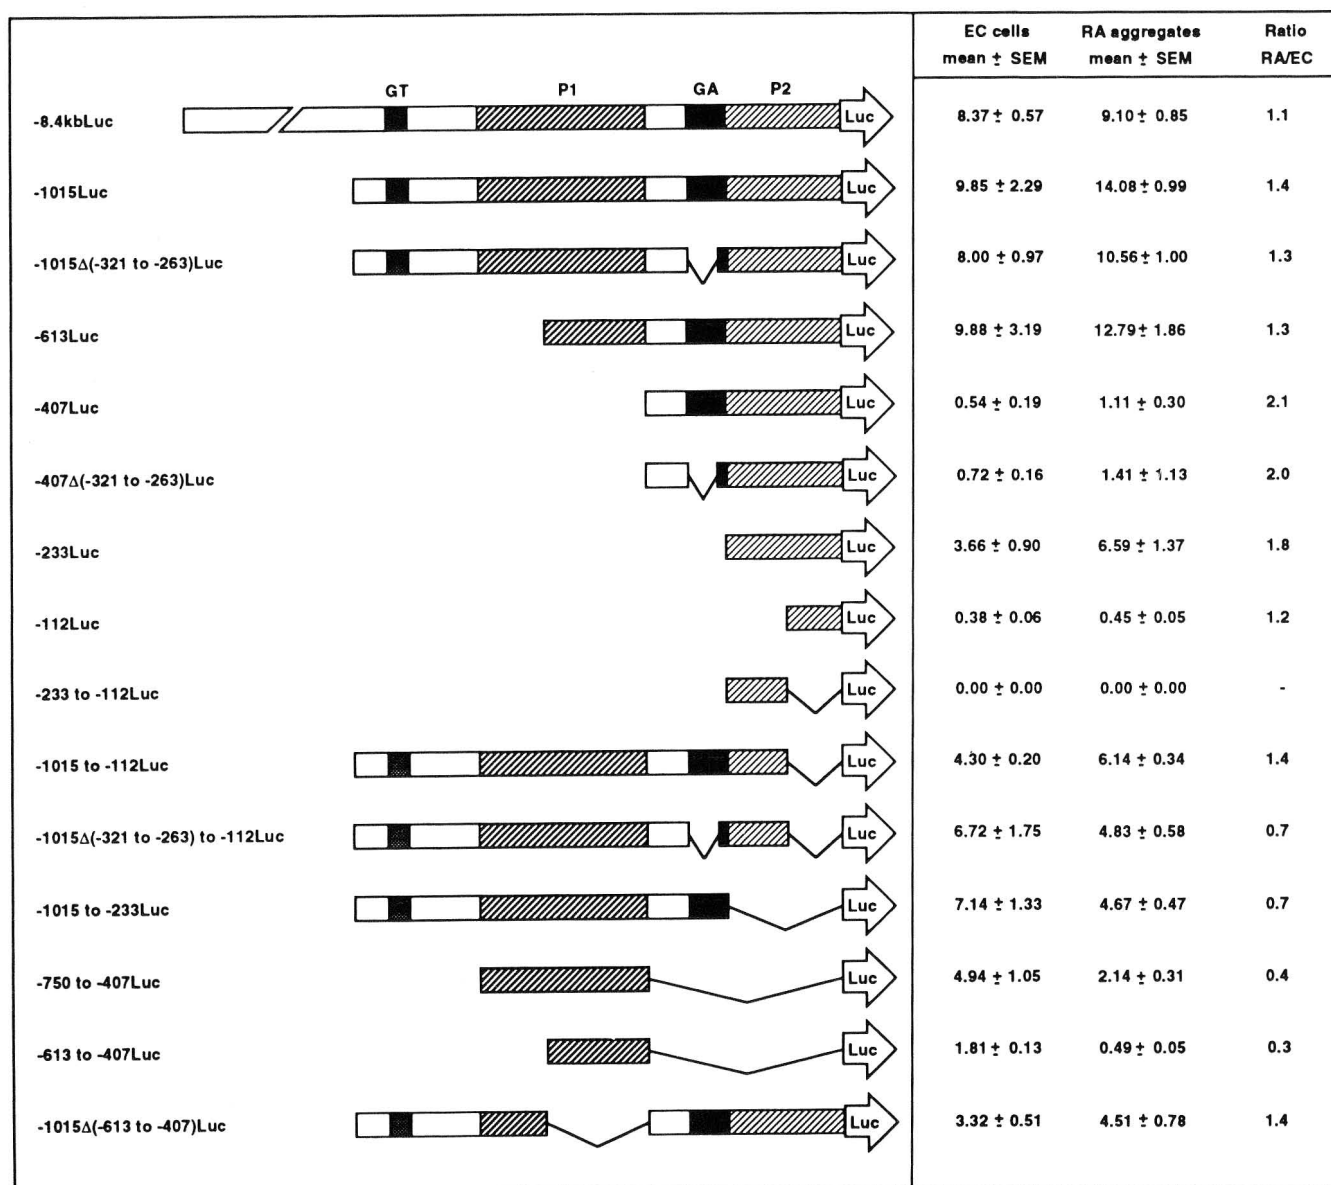 EC cells RA aggregates Ratio
mean ± SEM mean ± SEM RA/EC
GT P1 GA P2
-8.4kbLuc Luc 8.37 ± 0.57 9.10 ± 0.85 1.1
-1015Luc Luc 9.85 ± 2.29 14.08 ± 0.99 1.4
-1015Δ(-321 to -263)Luc Luc 8.00 ± 0.97 10.56 ± 1.00 1.3
-613Luc Luc 9.88 ± 3.19 12.79 ± 1.86 1.3
-407Luc Luc 0.54 ± 0.19 1.11 ± 0.30 2.1
-407Δ(-321 to -263)Luc Luc 0.72 ± 0.16 1.41 ± 1.13 2.0
-233Luc Luc 3.66 ± 0.90 6.59 ± 1.37 1.8
-112Luc Luc 0.38 ± 0.06 0.45 ± 0.05 1.2
-233 to -112Luc Luc 0.00 ± 0.00 0.00 ± 0.00 -
-1015 to -112Luc Luc 4.30 ± 0.20 6.14 ± 0.34 1.4
-1015Δ(-321 to -263) to -112Luc Luc 6.72 ± 1.75 4.83 ± 0.58 0.7
-1015 to -233Luc Luc 7.14 ± 1.33 4.67 ± 0.47 0.7
-750 to -407Luc Luc 4.94 ± 1.05 2.14 ± 0.31 0.4
-613 to -407Luc Luc 1.81 ± 0.13 0.49 ± 0.05 0.3
-1015Δ(-613 to -407)Luc Luc 3.32 ± 0.51 4.51 ± 0.78 1.4